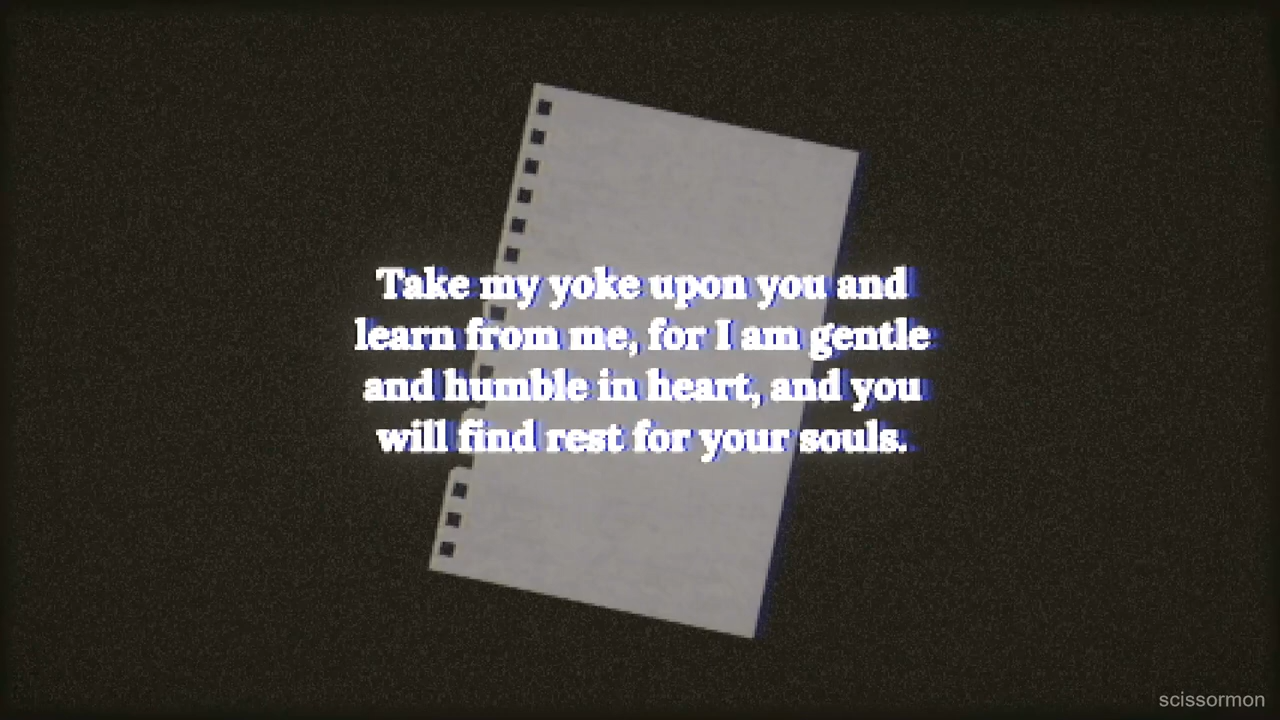 Take my yoke upon you and
learn from me, for I am gentle
and humble in heart, and you
will find rest for your souls.
scissormon